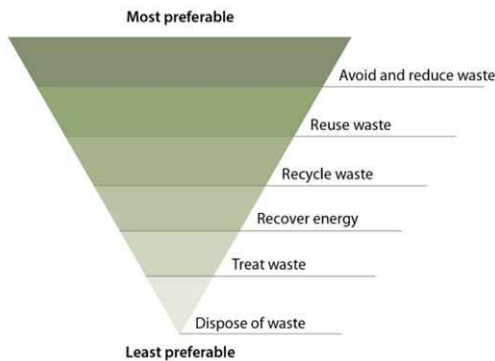 Most preferable
Avoid and reduce waste
Reuse waste
Recycle waste
Recover energy
Treat waste
Dispose of waste
Least preferable